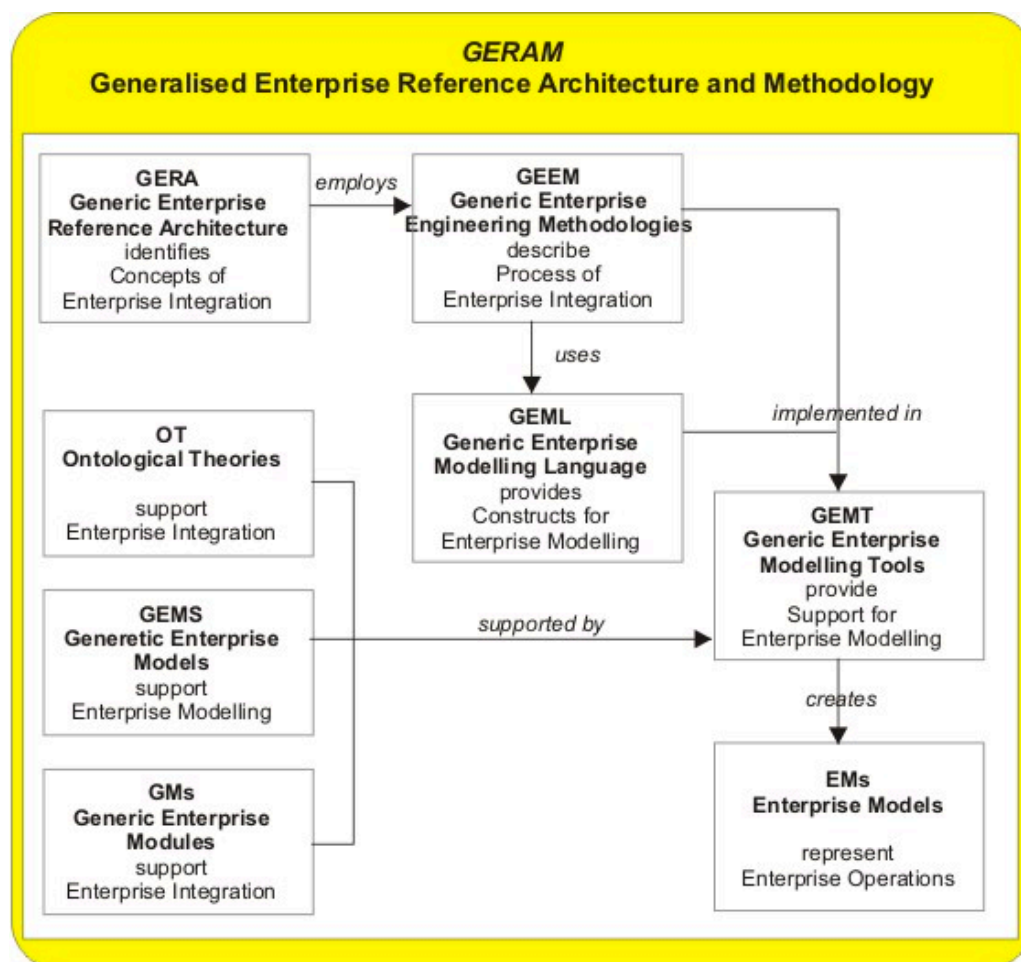 GERAM
Generalised Enterprise Reference Architecture and Methodology
GERA
Generic Enterprise
Reference Architecture
identifies
Concepts of
Enterprise Integration
employs
GEEM
Generic Enterprise
Engineering Methodologies
describe
Process of
Enterprise Integration
uses
OT
Ontological Theories
support
Enterprise Integration
GEML
Generic Enterprise
Modelling Language
provides
Constructs for
Enterprise Modelling
implemented in
GEMS
Generetic Enterprise
Models
support
Enterprise Modelling
supported by
GEMT
Generic Enterprise
Modelling Tools
provide
Support for
Enterprise Modelling
creates
GMs
Generic Enterprise
Modules
support
Enterprise Integration
EMs
Enterprise Models
represent
Enterprise Operations